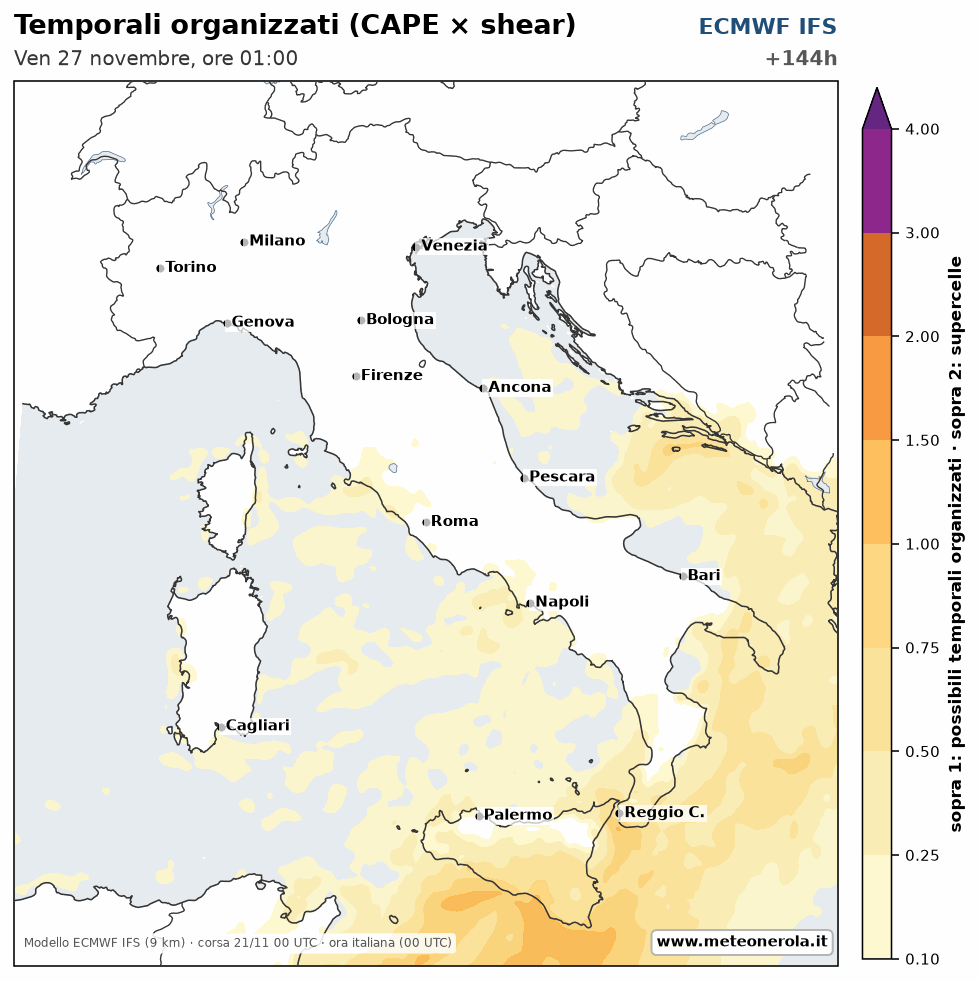 Temporali organizzati (CAPE × shear)
ECMWF IFS
Ven 27 novembre, ore 01:00
+144h
Milano
Venezia
Torino
Genova
Bologna
Firenze
Ancona
Pescara
Roma
Bari
Napoli
Cagliari
Palermo
Reggio C.
Modello ECMWF IFS (9 km) · corsa 21/11 00 UTC · ora italiana (00 UTC)
www.meteonerola.it
4.00
3.00
2.00
1.50
1.00
0.75
0.50
0.25
0.10
sopra 1: possibili temporali organizzati · sopra 2: supercelle